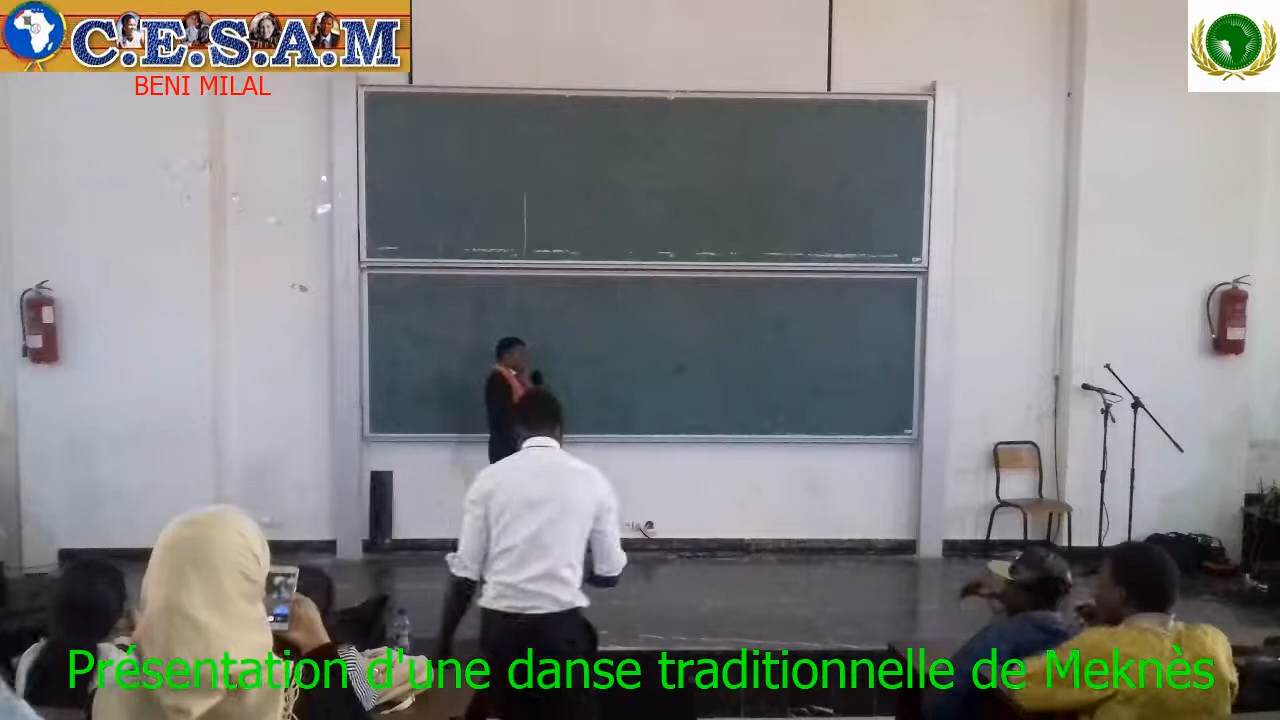 C.E.S.A.M
BENI MILAL
Présentation d'une danse traditionnelle de Meknès